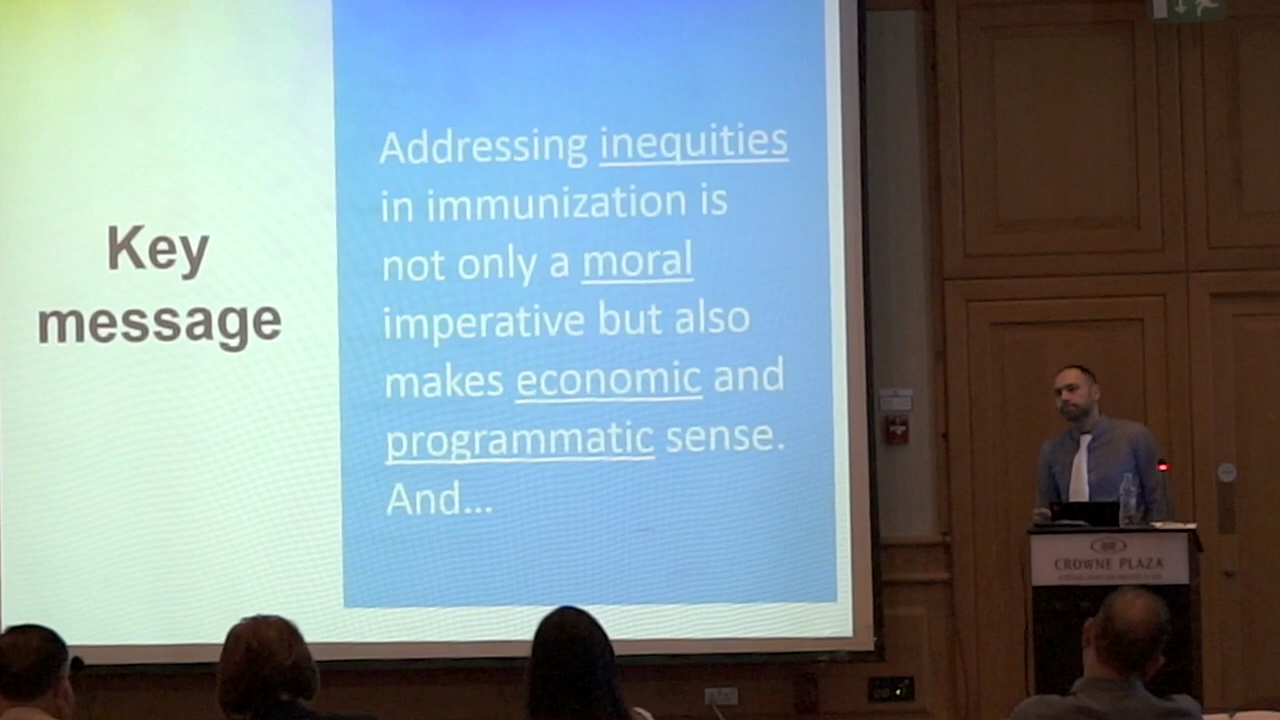 Key
message
Addressing inequities
in immunization is
not only a moral
imperative but also
makes economic and
programmatic sense.
And...
CROWNE PLAZA